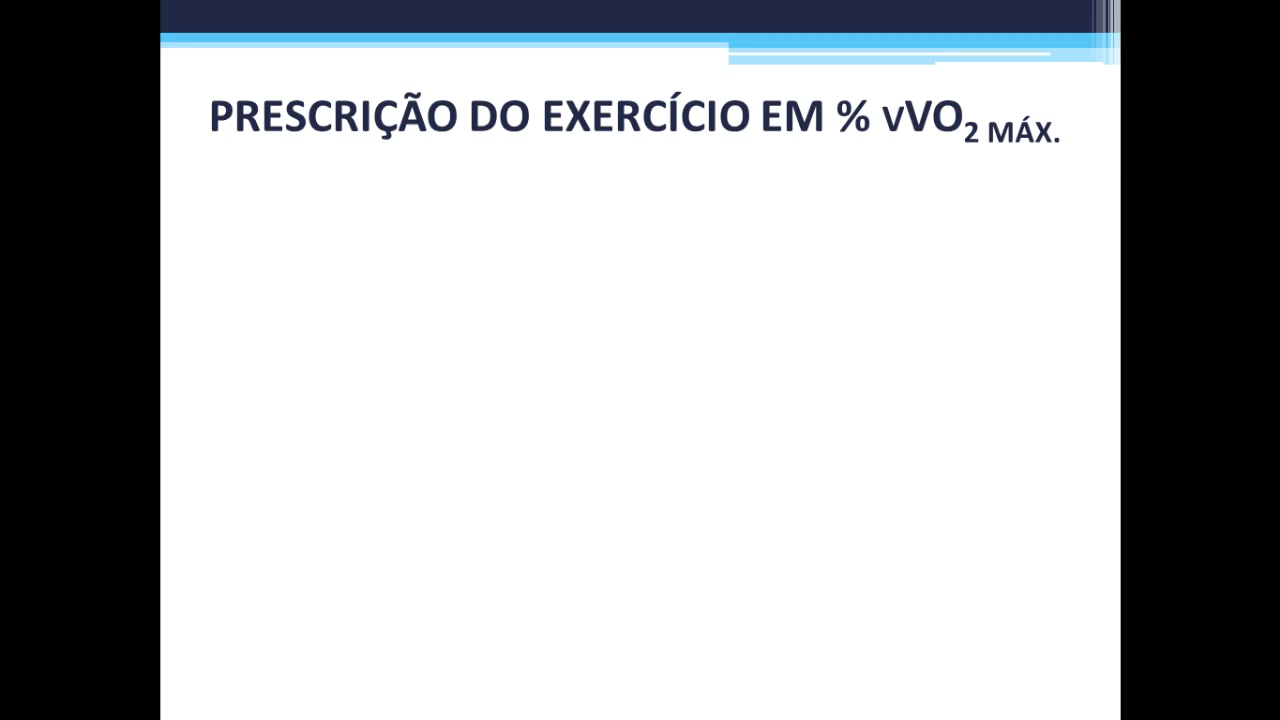 PRESCRIÇÃO DO EXERCÍCIO EM % vVO₂ MÁX.